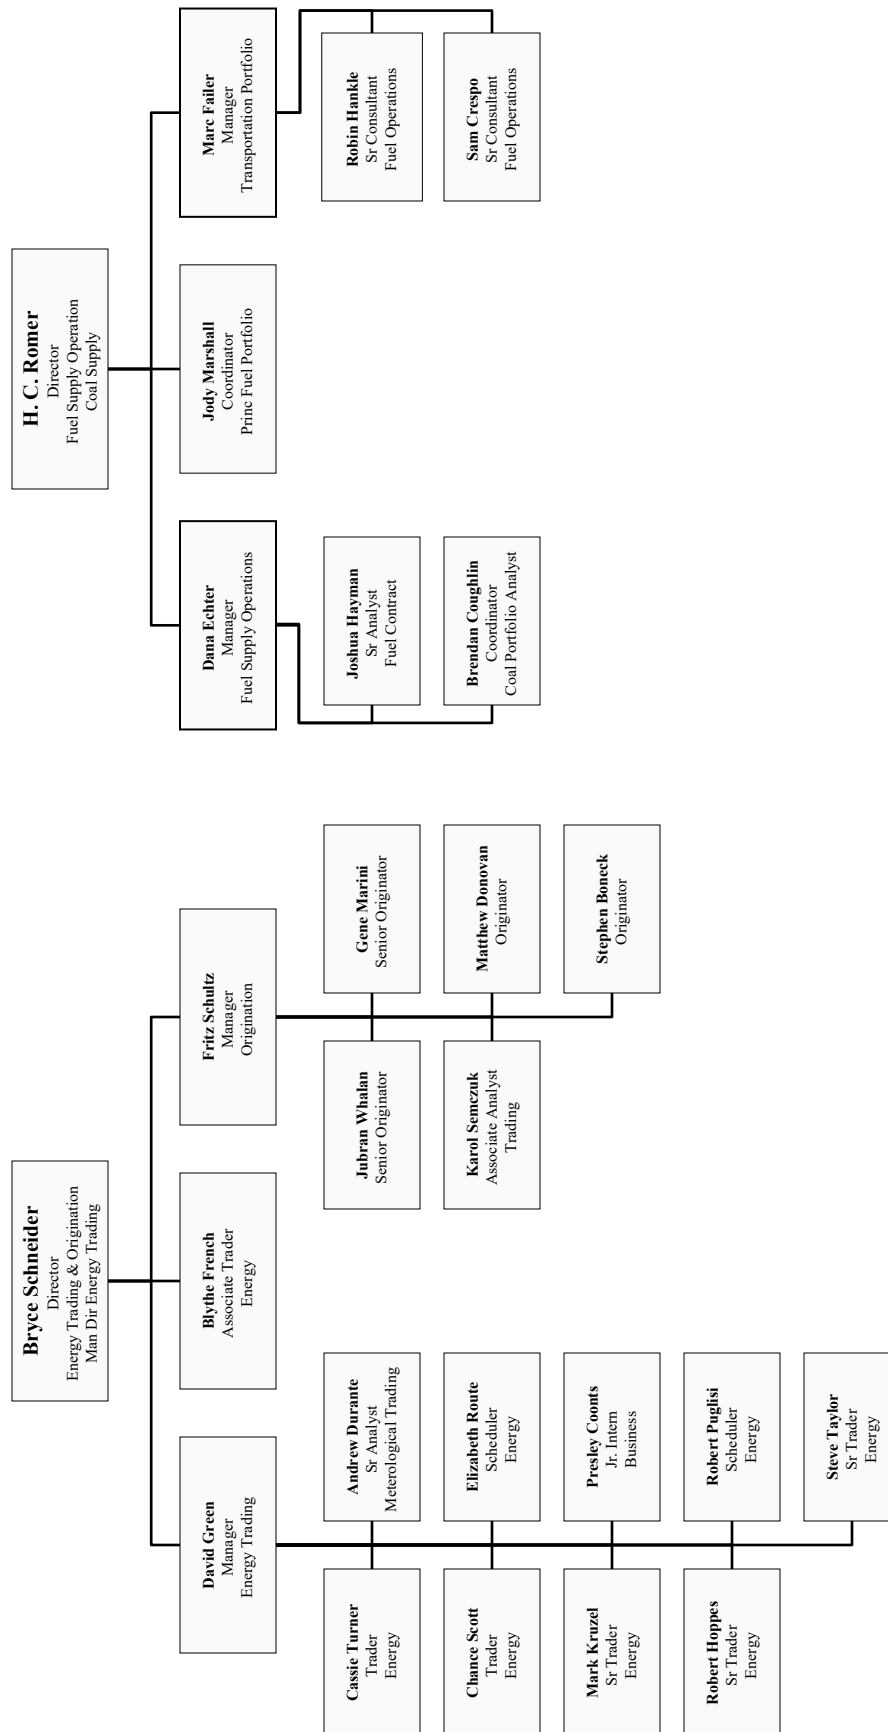 Bryce Schneider
Director
Energy Trading & Origination
Man Dir Energy Trading
David Green
Manager
Energy Trading
Cassie Turner
Trader
Energy
Andrew Durante
Sr Analyst
Meterological Trading
Chance Scott
Trader
Energy
Elizabeth Route
Scheduler
Energy
Mark Kruzel
Sr Trader
Energy
Presley Coonts
Jr. Intern
Business
Robert Hoppes
Sr Trader
Energy
Robert Puglisi
Scheduler
Energy
Steve Taylor
Sr Trader
Energy
Blythe French
Associate Trader
Energy
Fritz Schultz
Manager
Origination
Jubran Whalan
Senior Originator
Gene Marini
Senior Originator
Karol Semczuk
Associate Analyst
Trading
Matthew Donovan
Originator
Stephen Boneck
Originator
H. C. Romer
Director
Fuel Supply Operation
Coal Supply
Dana Echter
Manager
Fuel Supply Operations
Joshua Hayman
Sr Analyst
Fuel Contract
Brendan Coughlin
Coordinator
Coal Portfolio Analyst
Jody Marshall
Coordinator
Princ Fuel Portfolio
Marc Failer
Manager
Transportation Portfolio
Robin Hankle
Sr Consultant
Fuel Operations
Sam Crespo
Sr Consultant
Fuel Operations